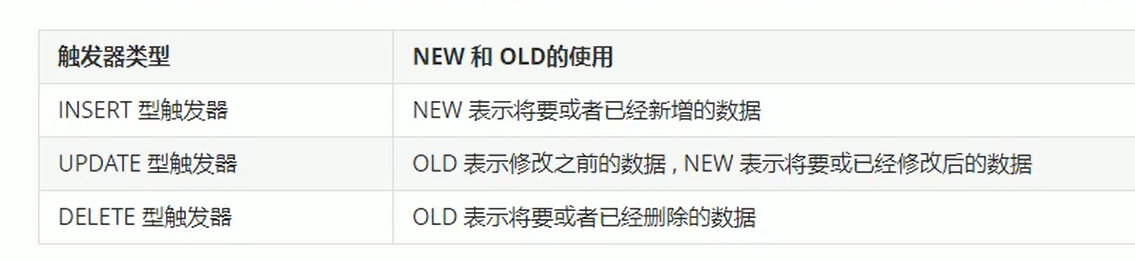 触发器类型 NEW 和 OLD的使用
INSERT 型触发器 NEW 表示将要或者已经新增的数据
UPDATE 型触发器 OLD 表示修改之前的数据 , NEW 表示将要或已经修改后的数据
DELETE 型触发器 OLD 表示将要或者已经删除的数据